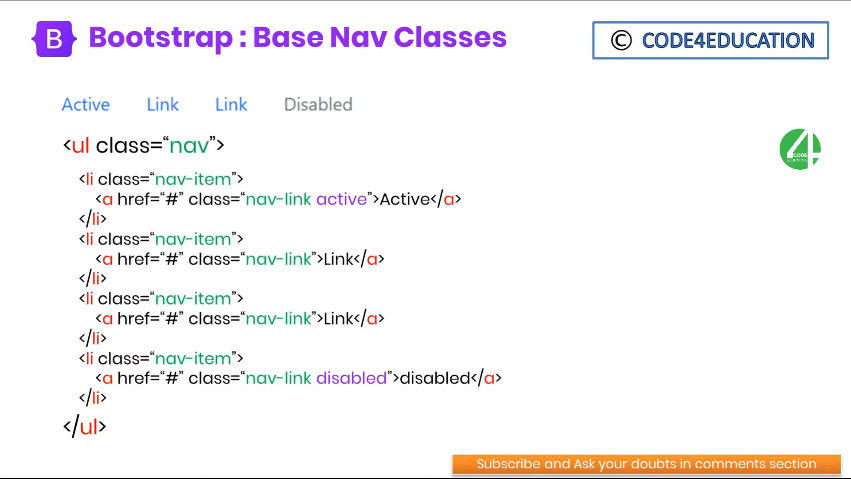 B Bootstrap : Base Nav Classes
© CODE4EDUCATION
Active Link Link Disabled
<ul class=“nav”>
4
CODE
<li class=“nav-item”>
<a href=“#” class=“nav-link active”>Active</a>
</li>
<li class=“nav-item”>
<a href=“#” class=“nav-link”>Link</a>
</li>
<li class=“nav-item”>
<a href=“#” class=“nav-link”>Link</a>
</li>
<li class=“nav-item”>
<a href=“#” class=“nav-link disabled”>disabled</a>
</li>
</ul>
Subscribe and Ask your doubts in comments section